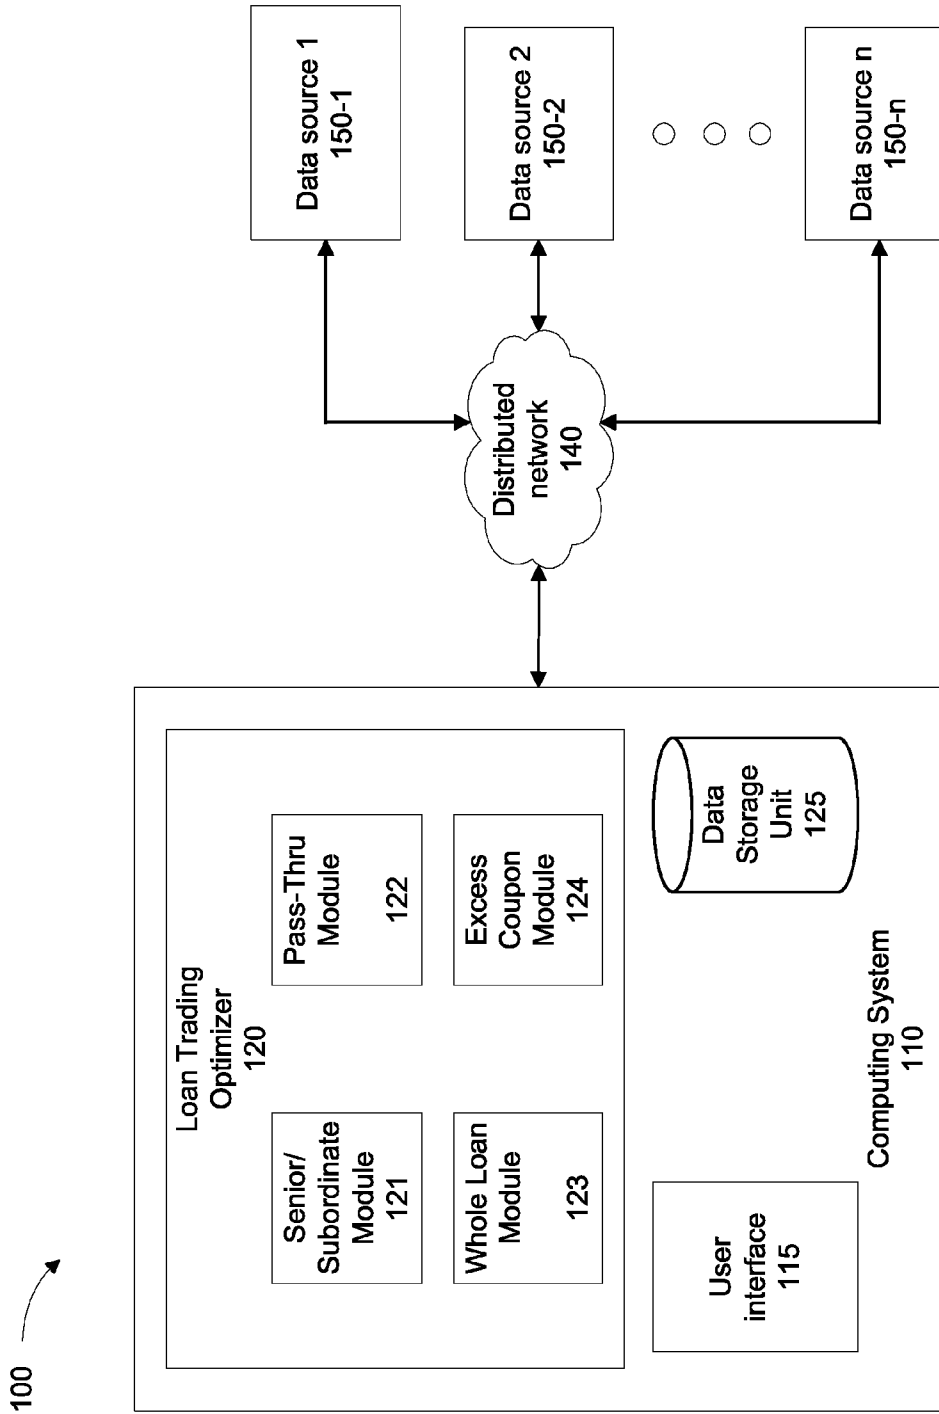 100
Loan Trading
Optimizer
120
Senior/
Subordinate
Module
121
Pass-Thru
Module
122
Whole Loan
Module
123
Excess
Coupon
Module
124
User
interface
115
Data
Storage
Unit
125
Computing System
110
Distributed
network
140
Data source 1
150-1
Data source 2
150-2
Data source n
150-n